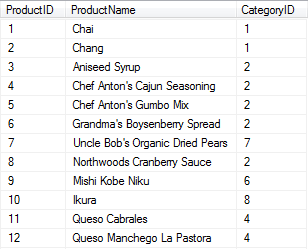 ProductID ProductName CategoryID
1 Chai 1
2 Chang 1
3 Aniseed Syrup 2
4 Chef Anton's Cajun Seasoning 2
5 Chef Anton's Gumbo Mix 2
6 Grandma's Boysenberry Spread 2
7 Uncle Bob's Organic Dried Pears 7
8 Northwoods Cranberry Sauce 2
9 Mishi Kobe Niku 6
10 Ikura 8
11 Queso Cabrales 4
12 Queso Manchego La Pastora 4